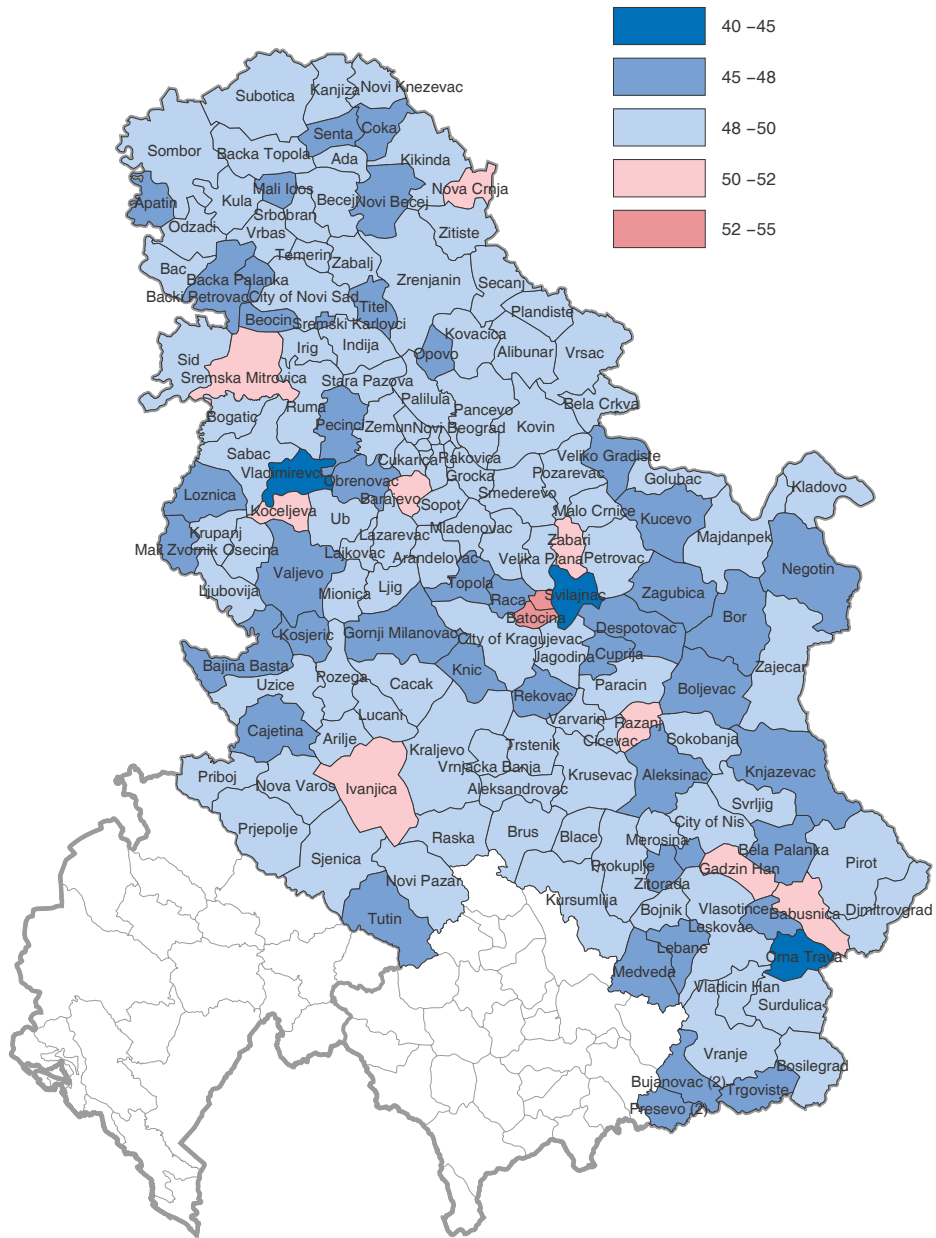 40 –45
45 –48
48 –50
50 –52
52 –55
Subotica
Kanjiza
Novi Knezevac
Senta
Coka
Sombor
Backa Topola
Ada
Kikinda
Mali Idos
Nova Crnja
Apatin
Kula
Becej
Novi Becej
Srbobran
Odzaci
Vrbas
Zitiste
Temerin
Zabalj
Bac
Backa Palanka
Zrenjanin
Secanj
Backi Petrovac
City of Novi Sad
Titel
Plandiste
Beocin
Sremski Karlovci
Kovacica
Irig
Indija
Opovo
Alibunar
Vrsac
Sid
Sremska Mitrovica
Stara Pazova
Palilula
Ruma
Pancevo
Bela Crkva
Bogatic
Pecinci
Zemun
Novi Beograd
Kovin
Sabac
Cukarica
Rakovica
Veliko Gradiste
Vladimirevci
Obrenovac
Grocka
Pozarevac
Golubac
Kladovo
Loznica
Barajevo
Sopot
Smederevo
Koceljeva
Ub
Malo Crnice
Kucevo
Krupanj
Lazarevac
Mladenovac
Zabari
Majdanpek
Mali Zvornik
Osecina
Lajkovac
Arandelovac
Velika Plana
Petrovac
Negotin
Valjevo
Ljubovija
Mionica
Ljig
Topola
Raca
Svilajnac
Zagubica
Batocina
Bor
Kosjeric
Gornji Milanovac
City of Kragujevac
Despotovac
Bajina Basta
Knic
Jagodina
Cuprija
Zajecar
Uzice
Pozega
Cacak
Rekovac
Paracin
Boljevac
Lucani
Varvarin
Razanj
Cajetina
Arilje
Kraljevo
Trstenik
Cicevac
Sokobanja
Priboj
Nova Varos
Ivanjica
Vrnjacka Banja
Krusevac
Aleksinac
Knjazevac
Aleksandrovac
Svrljig
Prjepolje
Raska
Brus
Blace
City of Nis
Merosina
Sjenica
Prokuplje
Bela Palanka
Pirot
Gadzin Han
Novi Pazar
Zitorada
Kursumlija
Bojnik
Vlasotince
Babusnica
Dimitrovgrad
Tutin
Leskovac
Lebane
Crna Trava
Medveda
Vladicin Han
Surdulica
Vranje
Bosilegrad
Bujanovac (2)
Trgoviste
Presevo (2)